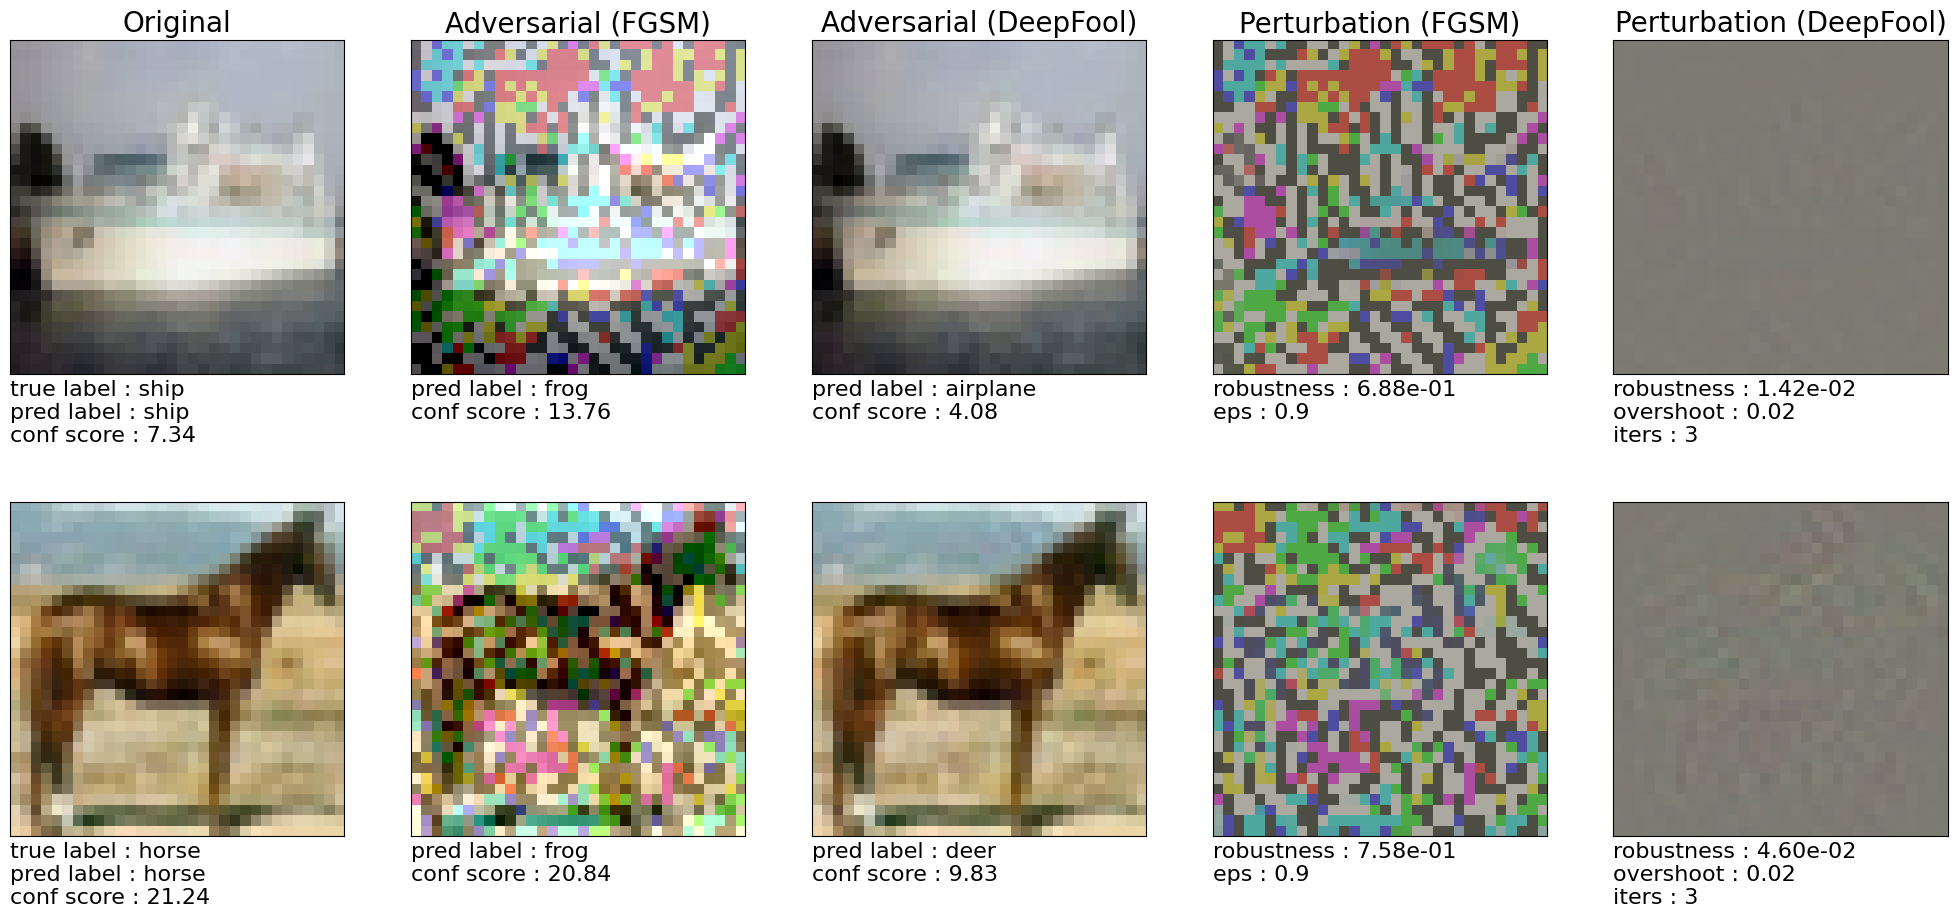 Original
Adversarial (FGSM)
Adversarial (DeepFool)
Perturbation (FGSM)
Perturbation (DeepFool)
true label : ship
pred label : ship
conf score : 7.34
pred label : frog
conf score : 13.76
pred label : airplane
conf score : 4.08
robustness : 6.88e-01
eps : 0.9
robustness : 1.42e-02
overshoot : 0.02
iters : 3
true label : horse
pred label : horse
conf score : 21.24
pred label : frog
conf score : 20.84
pred label : deer
conf score : 9.83
robustness : 7.58e-01
eps : 0.9
robustness : 4.60e-02
overshoot : 0.02
iters : 3